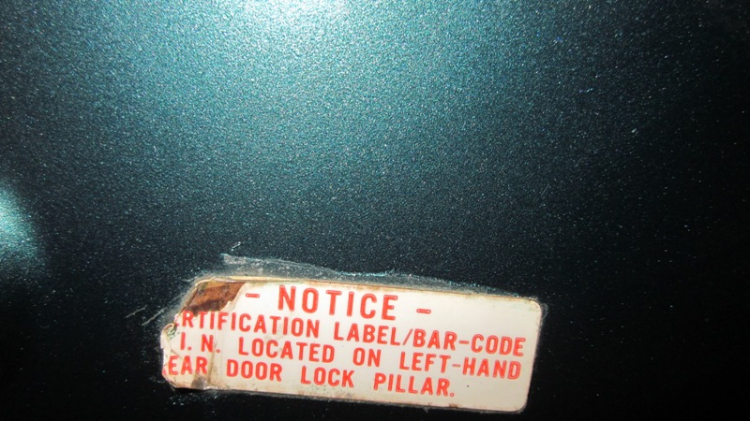 - NOTICE -
RTIFICATION LABEL/BAR-CODE
I. N. LOCATED ON LEFT-HAND
EAR DOOR LOCK PILLAR.